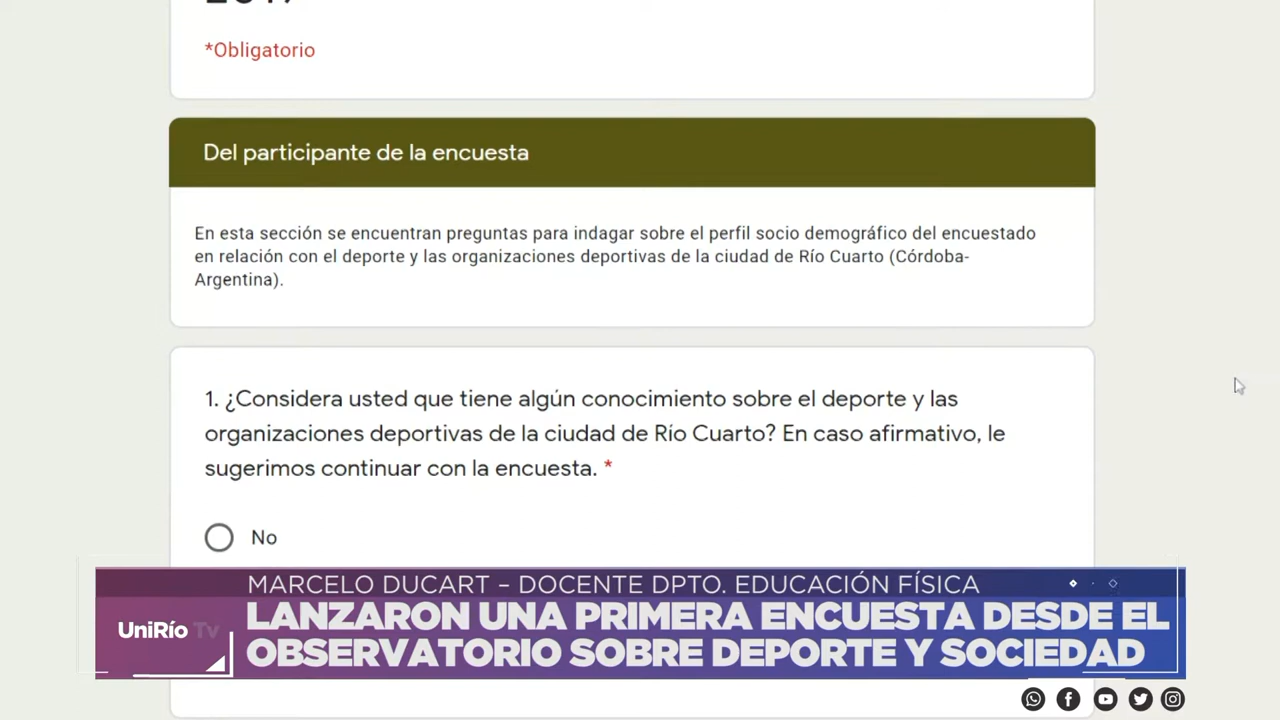 *Obligatorio
Del participante de la encuesta
En esta sección se encuentran preguntas para indagar sobre el perfil socio demográfico del encuestado
en relación con el deporte y las organizaciones deportivas de la ciudad de Río Cuarto (Córdoba-
Argentina).
1. ¿Considera usted que tiene algún conocimiento sobre el deporte y las
organizaciones deportivas de la ciudad de Río Cuarto? En caso afirmativo, le
sugerimos continuar con la encuesta. *
No
MARCELO DUCART – DOCENTE DPTO. EDUCACIÓN FÍSICA
UniRío Tv
LANZARON UNA PRIMERA ENCUESTA DESDE EL
OBSERVATORIO SOBRE DEPORTE Y SOCIEDAD